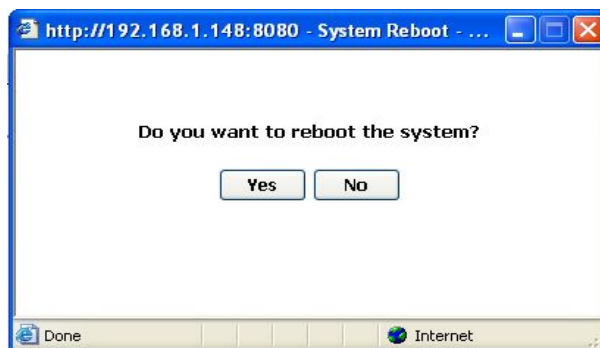 http://192.168.1.148:8080 - System Reboot - ...
Do you want to reboot the system?
Yes No
Done Internet